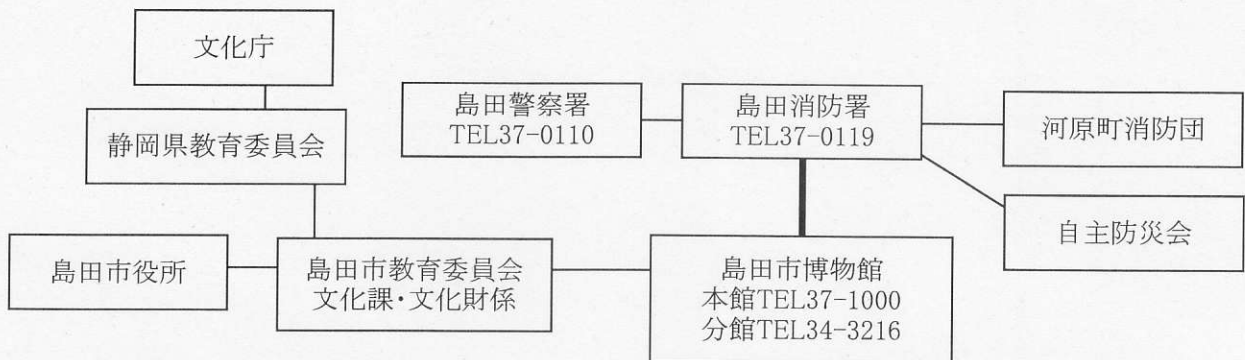 文化庁
静岡県教育委員会
島田警察署
TEL37-0110
島田消防署
TEL37-0119
河原町消防団
自主防災会
島田市役所
島田市教育委員会
文化課・文化財係
島田市博物館
本館TEL37-1000
分館TEL34-3216